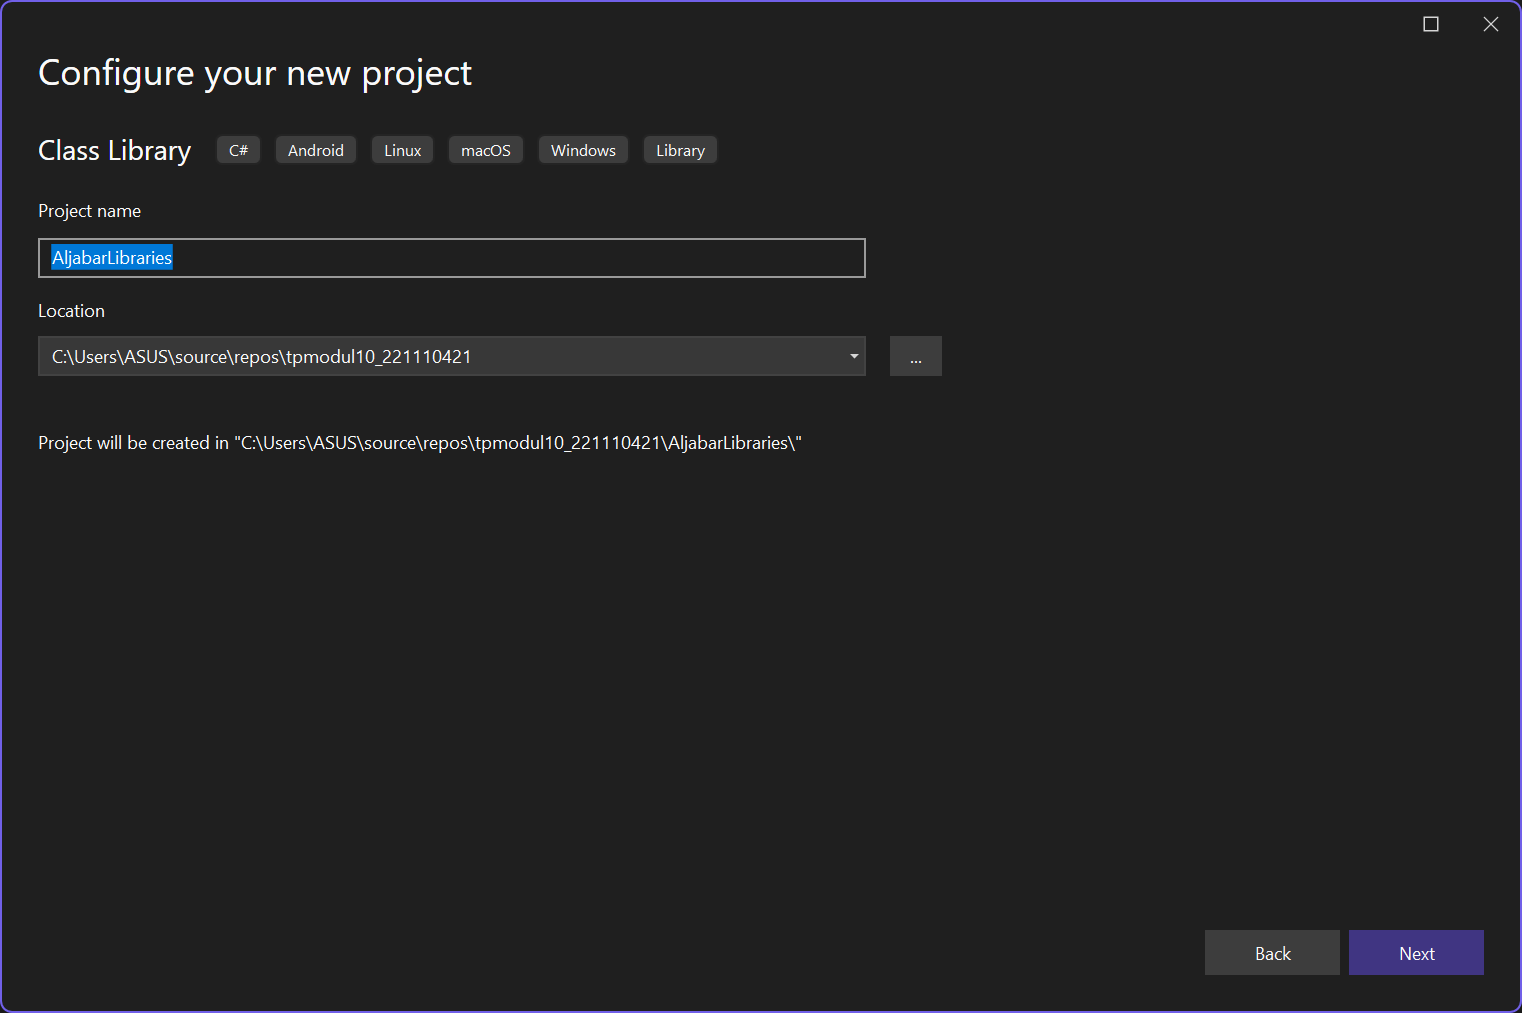 Configure your new project
Class Library C# Android Linux macOS Windows Library
Project name
AljabarLibraries
Location
C:\Users\ASUS\source\repos\tpmodul10_221110421
...
Project will be created in "C:\Users\ASUS\source\repos\tpmodul10_221110421\AljabarLibraries\"
Back Next